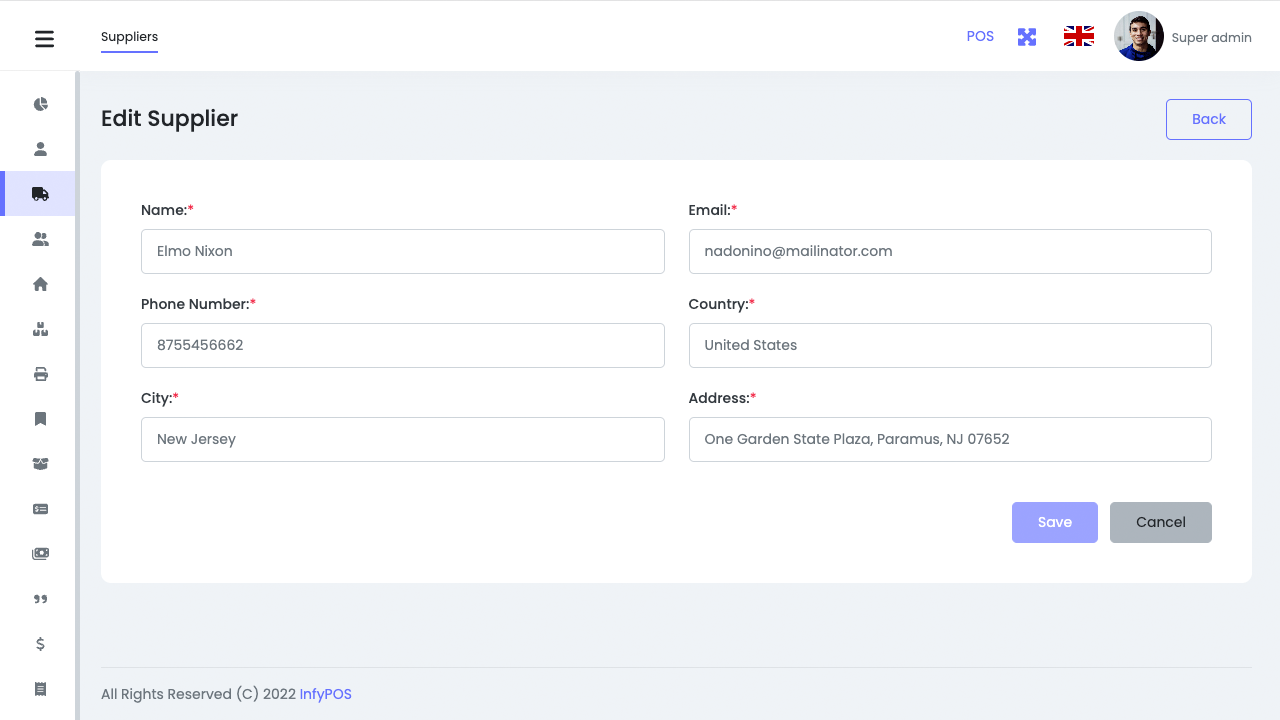 Suppliers
POS
Super admin
Edit Supplier
Back
Name:*
Email:*
Elmo Nixon
nadonino@mailinator.com
Phone Number:*
Country:*
8755456662
United States
City:*
Address:*
New Jersey
One Garden State Plaza, Paramus, NJ 07652
Save
Cancel
All Rights Reserved (C) 2022 InfyPOS